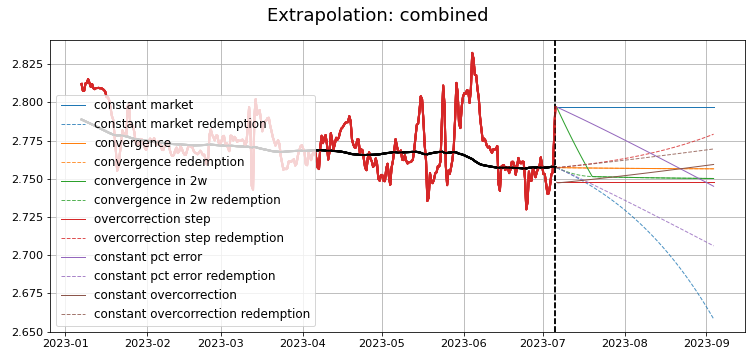 Extrapolation: combined
2.825
2.800
2.775
2.750
2.725
2.700
2.675
2.650
constant market
constant market redemption
convergence
convergence redemption
convergence in 2w
convergence in 2w redemption
overcorrection step
overcorrection step redemption
constant pct error
constant pct error redemption
constant overcorrection
constant overcorrection redemption
2023-01 2023-02 2023-03 2023-04 2023-05 2023-06 2023-07 2023-08 2023-09